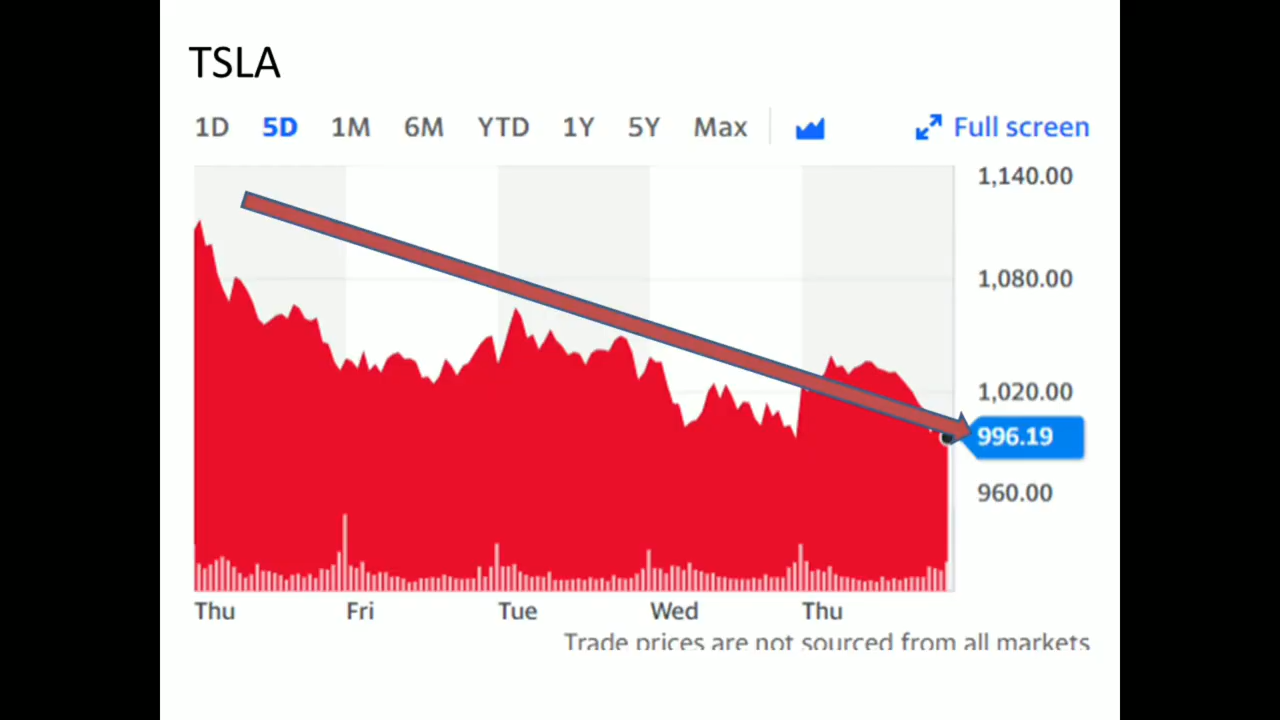 TSLA
1D 5D 1M 6M YTD 1Y 5Y Max Full screen
1,140.00
1,080.00
1,020.00
996.19
960.00
Thu Fri Tue Wed Thu
Trade prices are not sourced from all markets